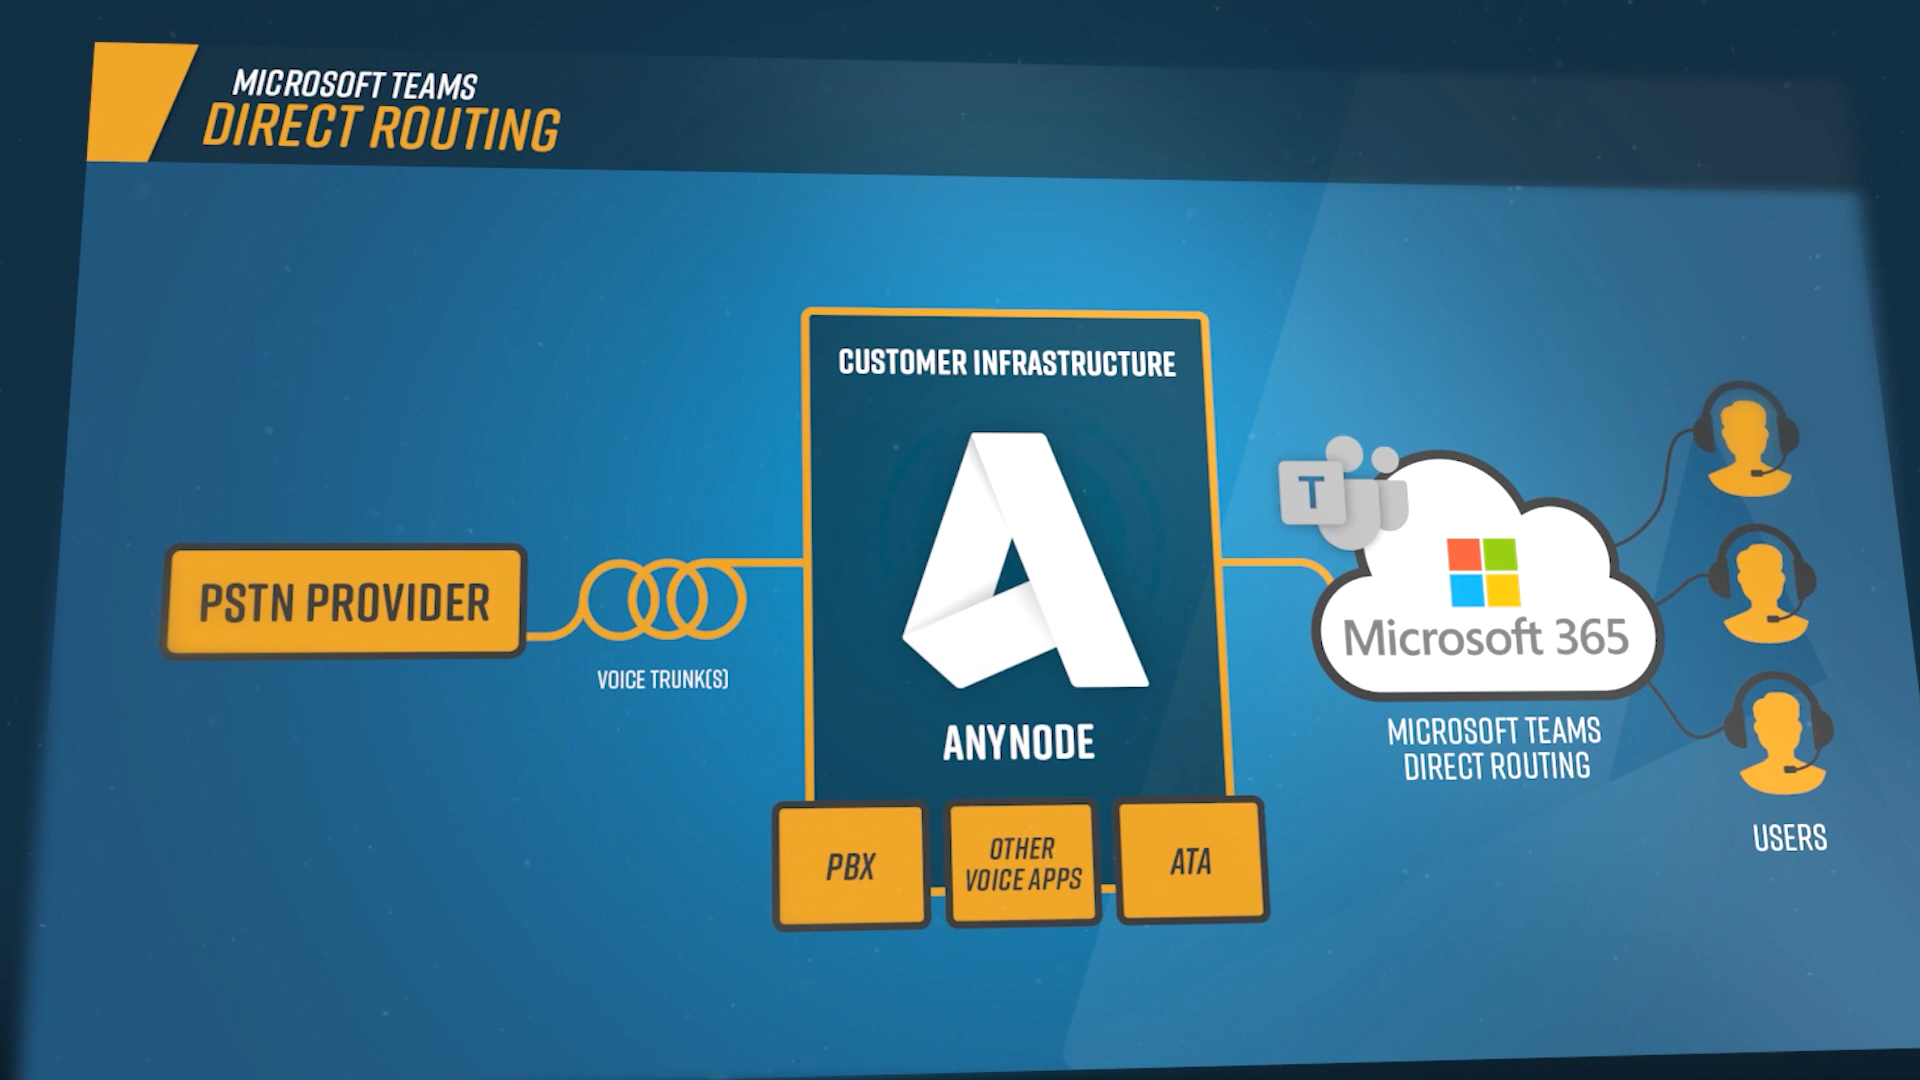 MICROSOFT TEAMS
DIRECT ROUTING
CUSTOMER INFRASTRUCTURE
ANYNODE
PSTN PROVIDER
VOICE TRUNK(S)
PBX
OTHER
VOICE APPS
ATA
T
Microsoft 365
MICROSOFT TEAMS
DIRECT ROUTING
USERS